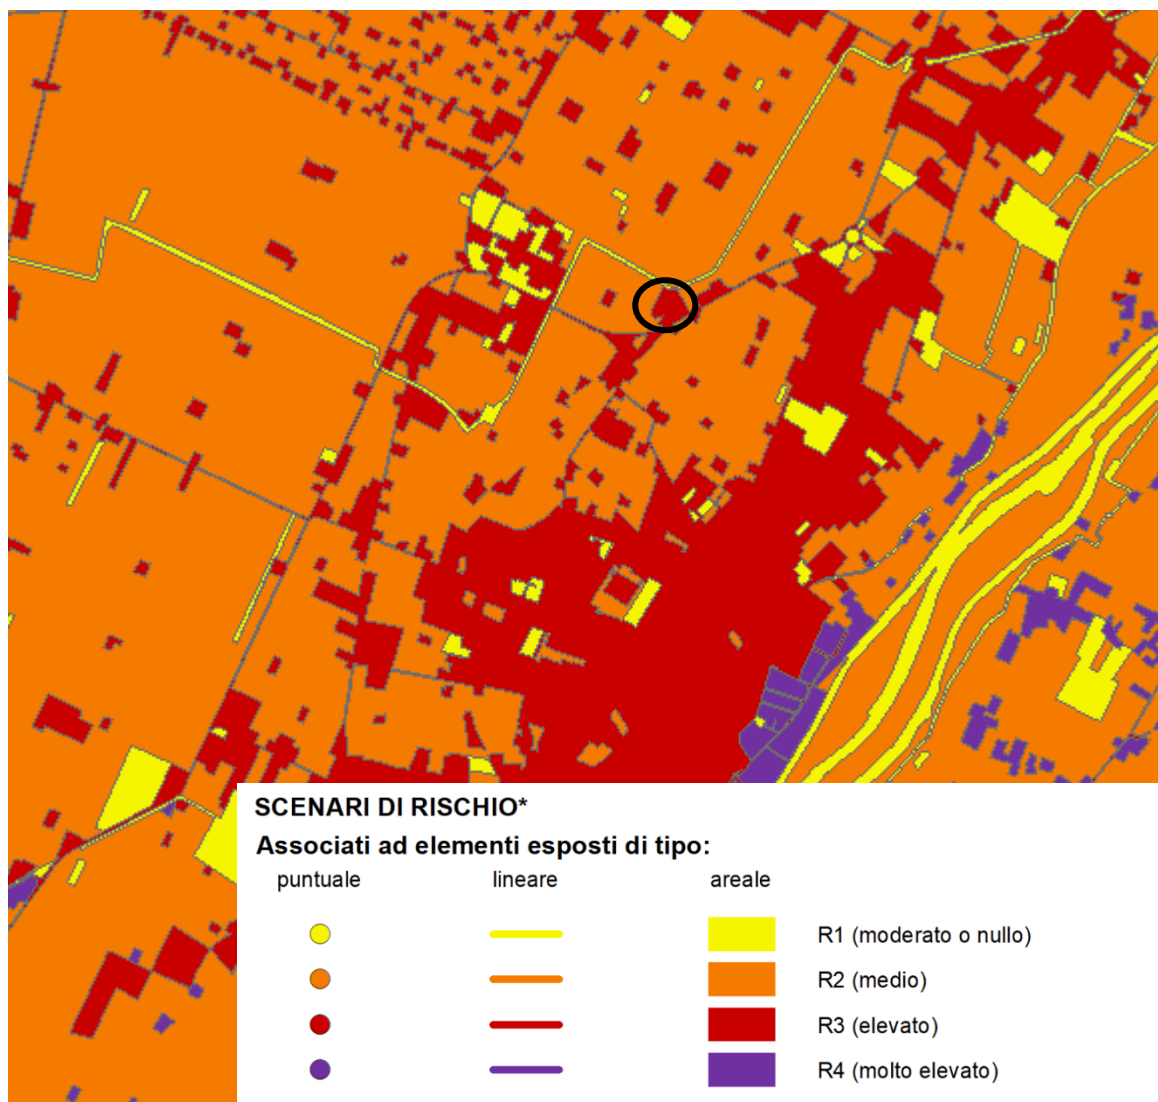 SCENARI DI RISCHIO*
Associati ad elementi esposti di tipo:
puntuale lineare areale
R1 (moderato o nullo)
R2 (medio)
R3 (elevato)
R4 (molto elevato)